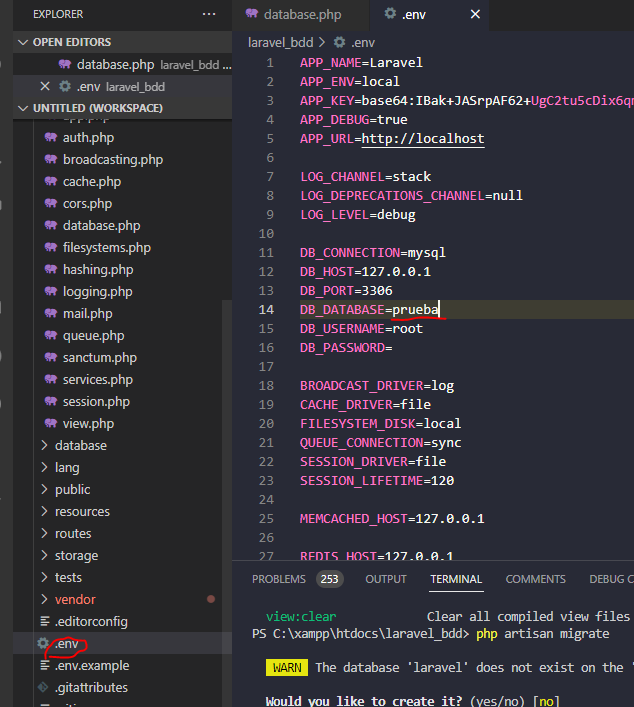 EXPLORER
OPEN EDITORS
database.php laravel_bdd ...
.env laravel_bdd
UNTITLED (WORKSPACE)
auth.php
broadcasting.php
cache.php
cors.php
database.php
filesystems.php
hashing.php
logging.php
mail.php
queue.php
sanctum.php
services.php
session.php
view.php
database
lang
public
resources
routes
storage
tests
vendor
.editorconfig
.env
.env.example
.gitattributes
database.php
.env
laravel_bdd > .env
1 APP_NAME=Laravel
2 APP_ENV=local
3 APP_KEY=base64:IBak+JASrpAF62+UgC2tu5cDix6qm
4 APP_DEBUG=true
5 APP_URL=http://localhost
6
7 LOG_CHANNEL=stack
8 LOG_DEPRECATIONS_CHANNEL=null
9 LOG_LEVEL=debug
10
11 DB_CONNECTION=mysql
12 DB_HOST=127.0.0.1
13 DB_PORT=3306
14 DB_DATABASE=prueba
15 DB_USERNAME=root
16 DB_PASSWORD=
17
18 BROADCAST_DRIVER=log
19 CACHE_DRIVER=file
20 FILESYSTEM_DISK=local
21 QUEUE_CONNECTION=sync
22 SESSION_DRIVER=file
23 SESSION_LIFETIME=120
24
25 MEMCACHED_HOST=127.0.0.1
26
27 REDIS_HOST=127.0.0.1
PROBLEMS 253 OUTPUT TERMINAL COMMENTS DEBUG C
view:clear Clear all compiled view files
PS C:\xampp\htdocs\laravel_bdd> php artisan migrate
WARN The database 'laravel' does not exist on the '
Would you like to create it? (yes/no) [no]